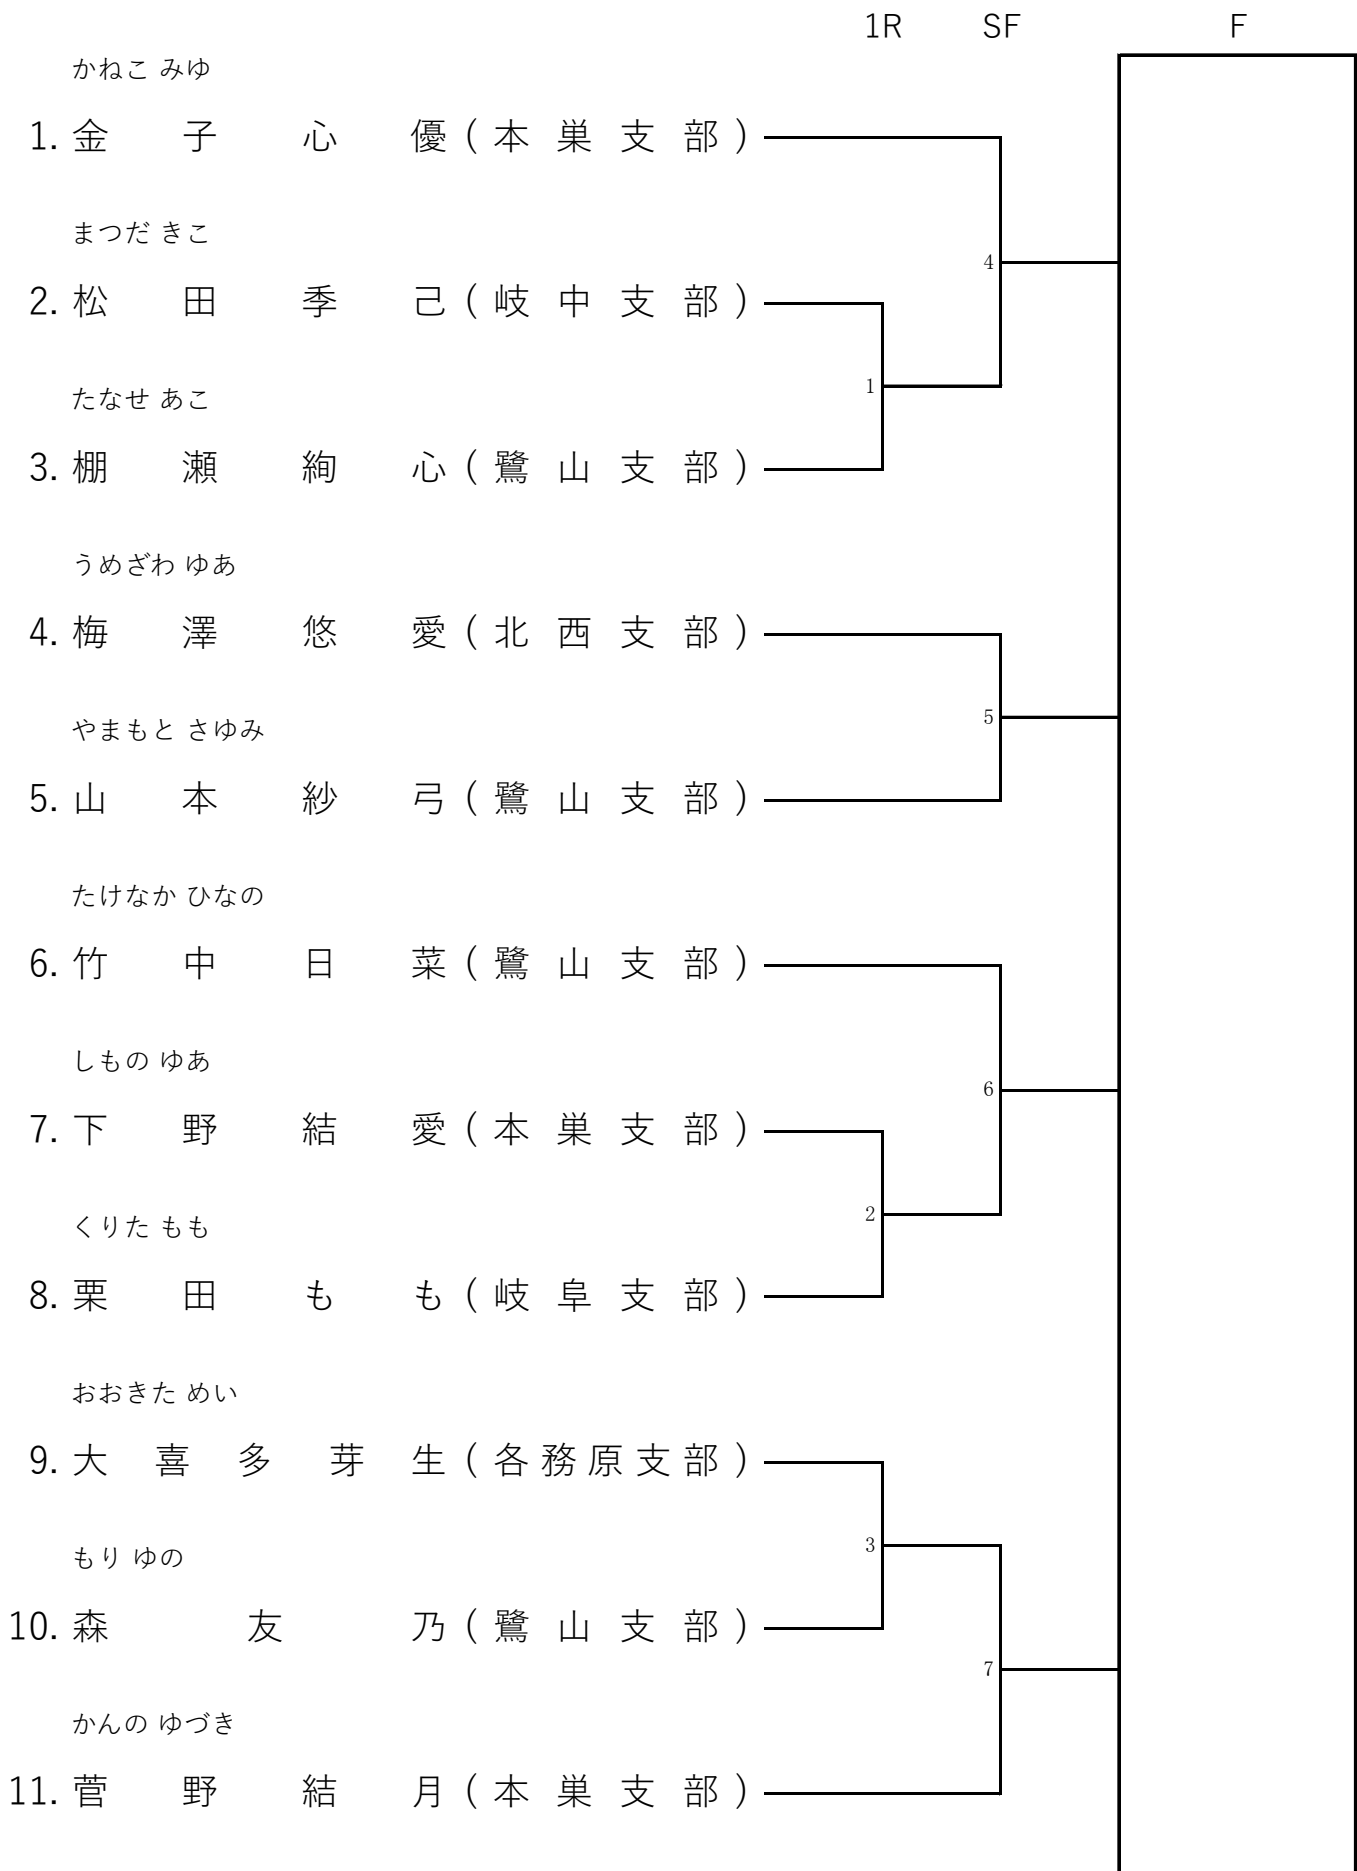 1R SF F
かねこ みゆ
1. 金子心優(本巣支部)
まつだ きこ
2. 松田季己(岐中支部)
4
たなせ あこ
1
3. 棚瀬絢心(鷺山支部)
うめざわ ゆあ
4. 梅澤悠愛(北西支部)
やまもと さゆみ
5
5. 山本紗弓(鷺山支部)
たけなか ひなの
6. 竹中日菜(鷺山支部)
しもの ゆあ
6
7. 下野結愛(本巣支部)
くりた もも
2
8. 栗田もも(岐阜支部)
おおきた めい
9. 大喜多芽生(各務原支部)
もり ゆの
3
10. 森友乃(鷺山支部)
7
かんの ゆづき
11. 菅野結月(本巣支部)